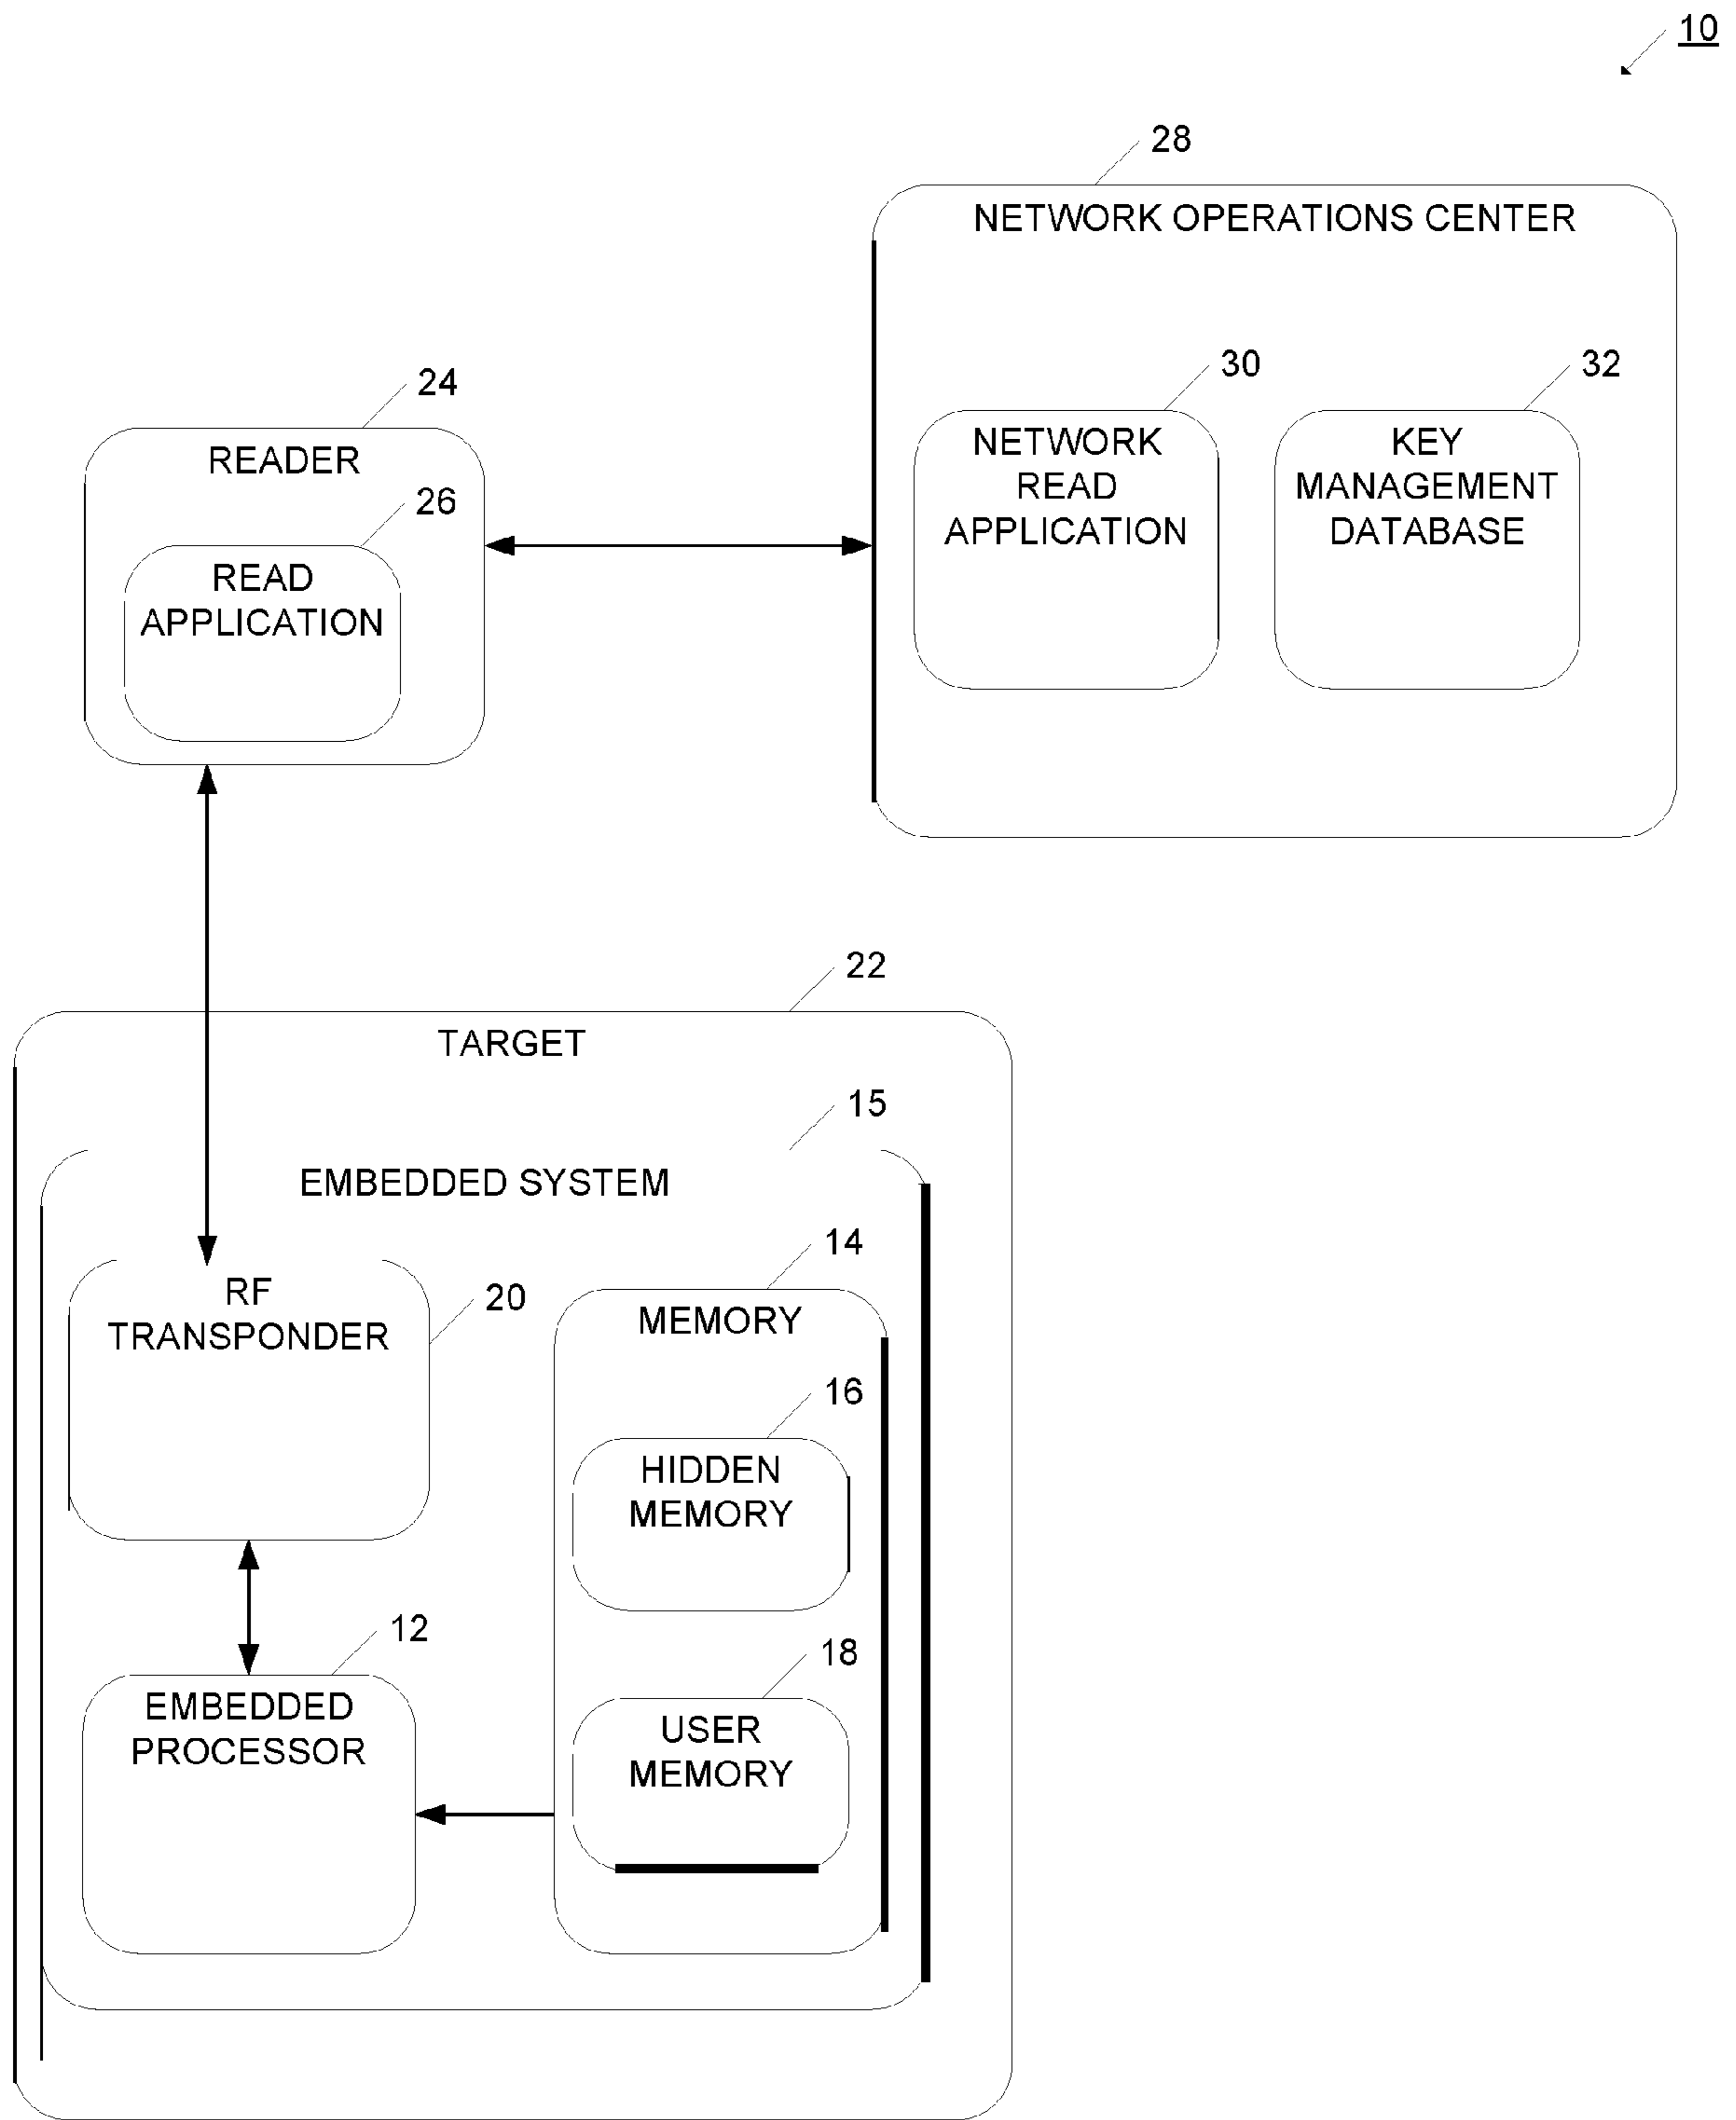 10
28
NETWORK OPERATIONS CENTER
30
32
NETWORK
READ
APPLICATION
KEY
MANAGEMENT
DATABASE
24
READER
26
READ
APPLICATION
22
TARGET
15
EMBEDDED SYSTEM
RF
TRANSPONDER
20
14
MEMORY
16
HIDDEN
MEMORY
12
EMBEDDED
PROCESSOR
18
USER
MEMORY